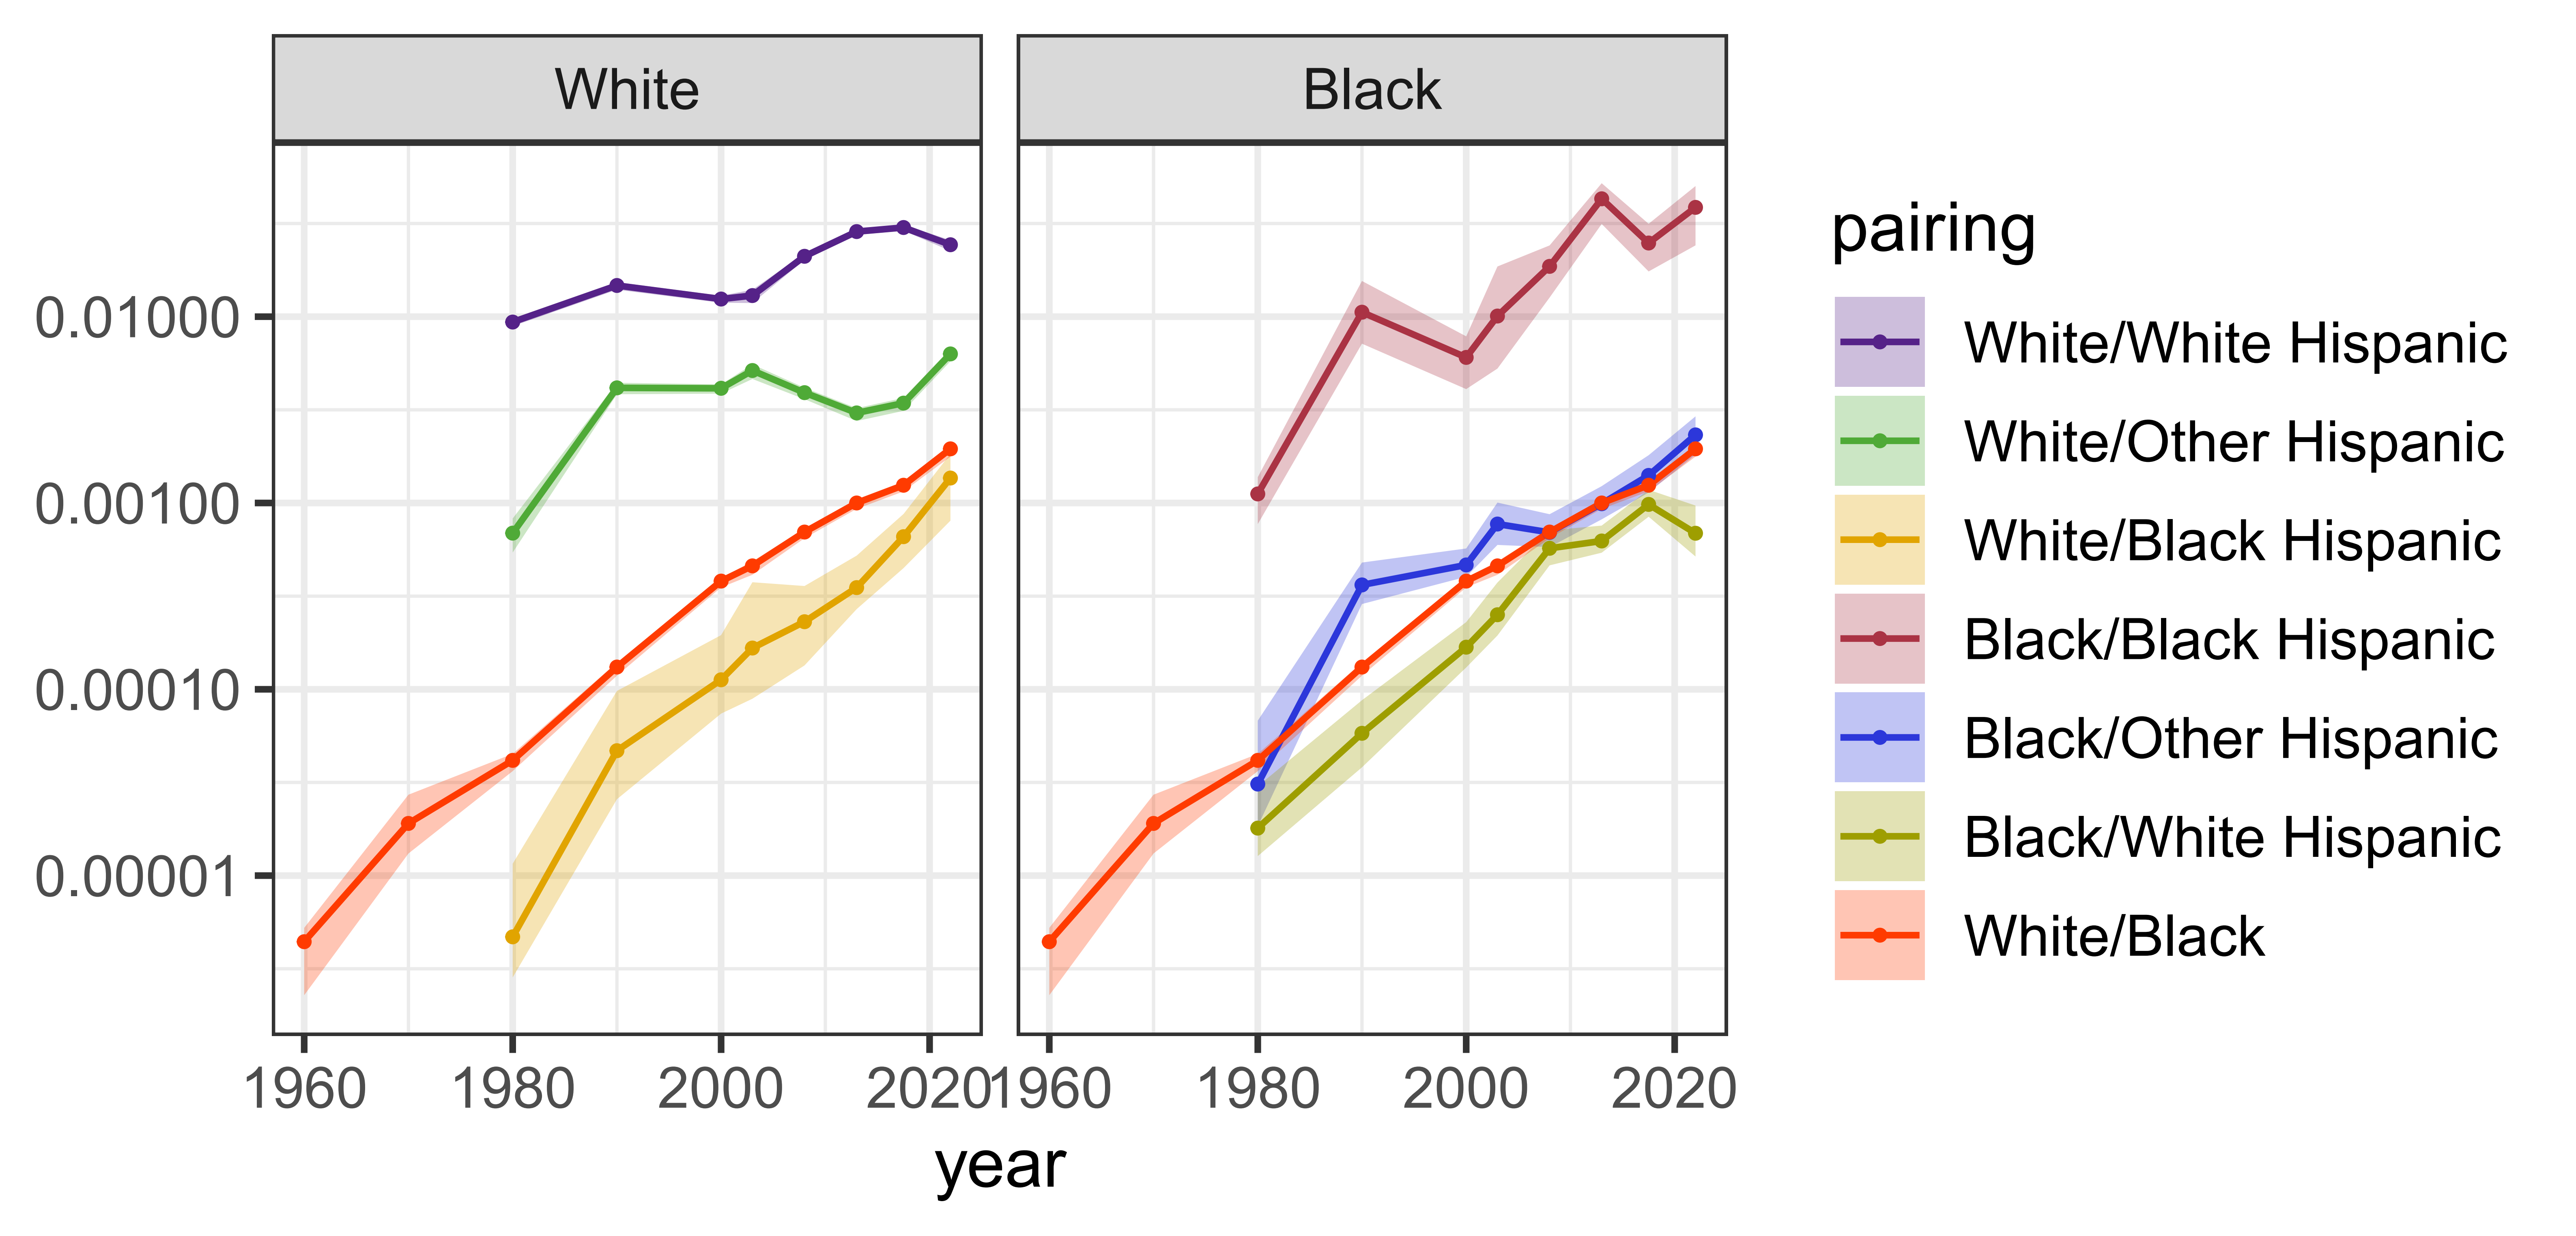 White Black
0.01000
0.00100
0.00010
0.00001
1960 1980 2000 2020 1960 1980 2000 2020
year
pairing
White/White Hispanic
White/Other Hispanic
White/Black Hispanic
Black/Black Hispanic
Black/Other Hispanic
Black/White Hispanic
White/Black